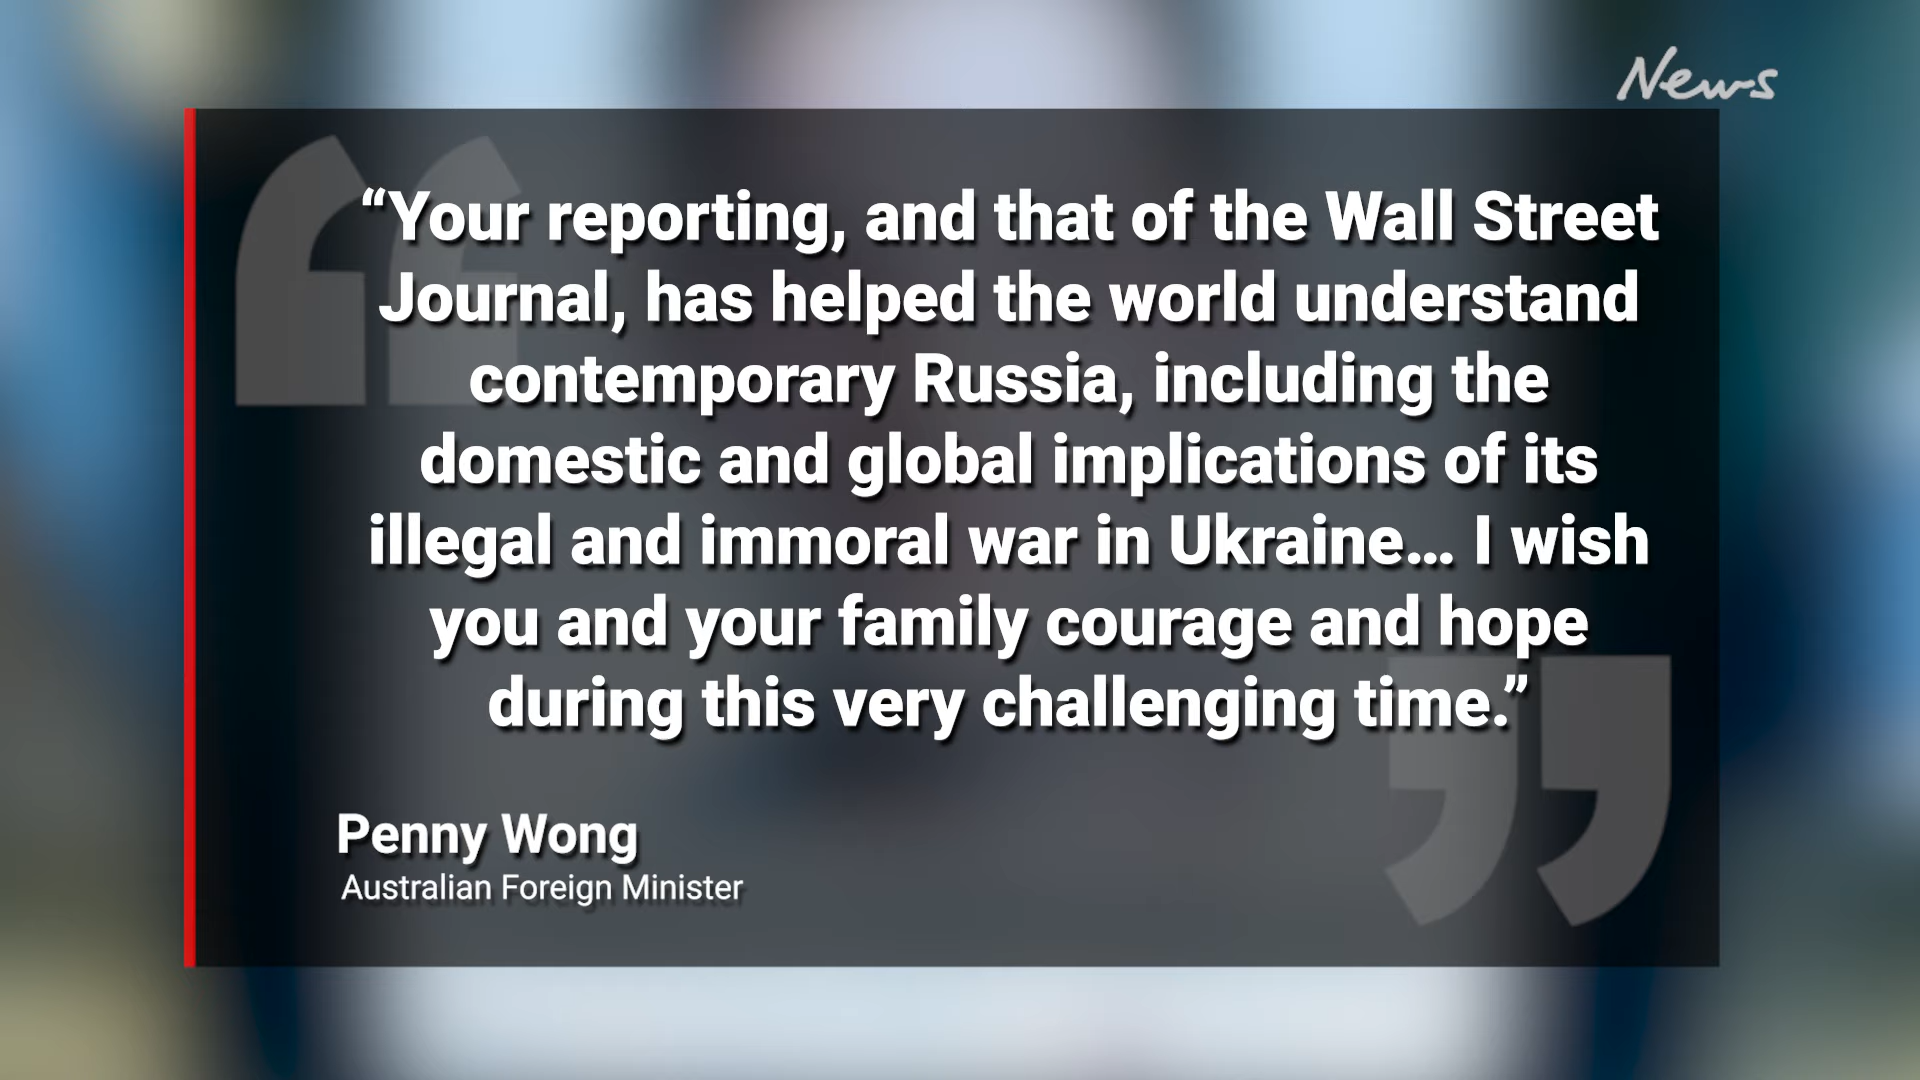 News
“Your reporting, and that of the Wall Street
Journal, has helped the world understand
contemporary Russia, including the
domestic and global implications of its
illegal and immoral war in Ukraine… I wish
you and your family courage and hope
during this very challenging time.”
Penny Wong
Australian Foreign Minister